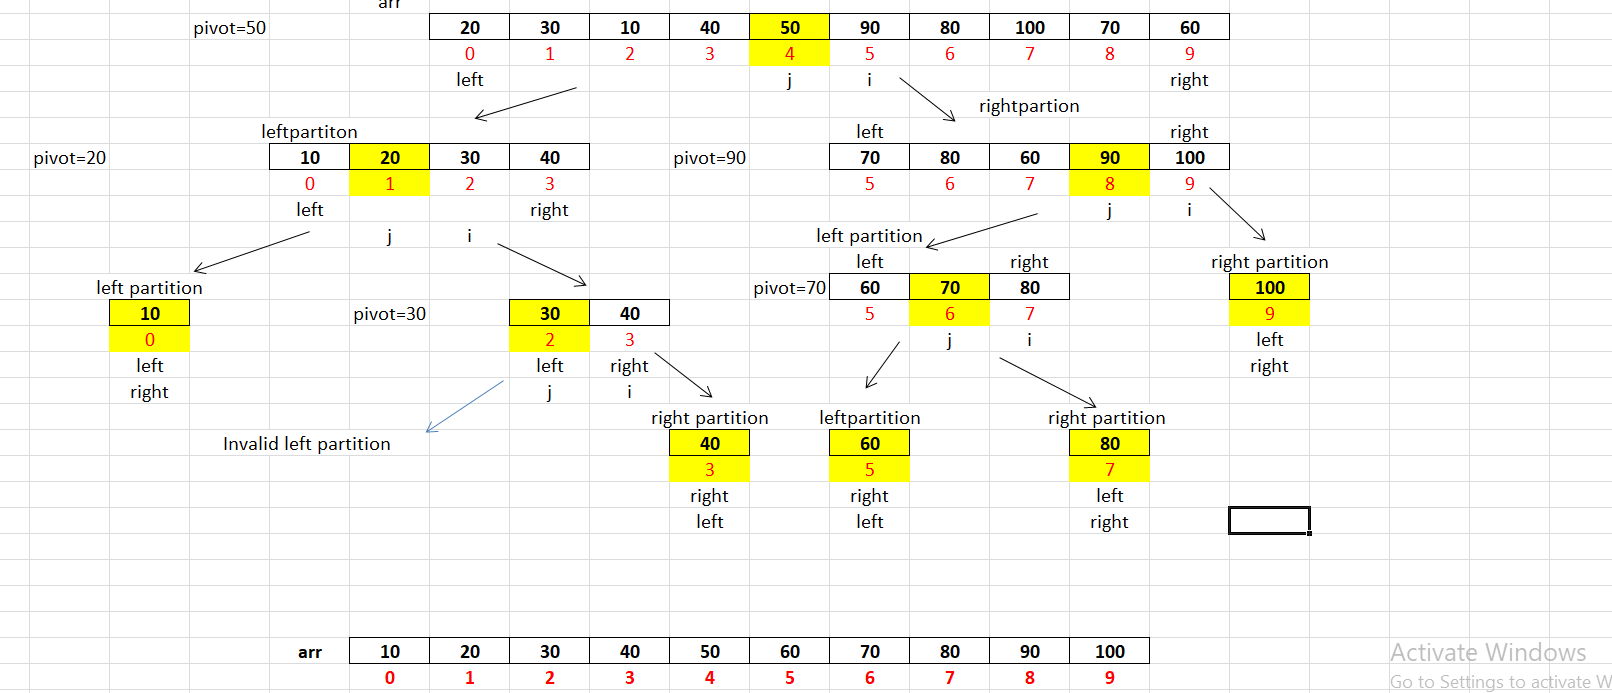 arr
pivot=50 20 30 10 40 50 90 80 100 70 60
0 1 2 3 4 5 6 7 8 9
left j i right
rightpartion
leftpartiton left right
pivot=20 10 20 30 40 pivot=90 70 80 60 90 100
0 1 2 3 5 6 7 8 9
left right j i
j i left partition
left right right partition
left partition pivot=70 60 70 80 100
10 pivot=30 30 40 5 6 7 9
0 2 3 j i left
left left right right
right j i
right partition leftpartition right partition
Invalid left partition 40 60 80
3 5 7
right right left
left left right
arr 10 20 30 40 50 60 70 80 90 100
0 1 2 3 4 5 6 7 8 9
Activate Windows
Go to Settings to activate W